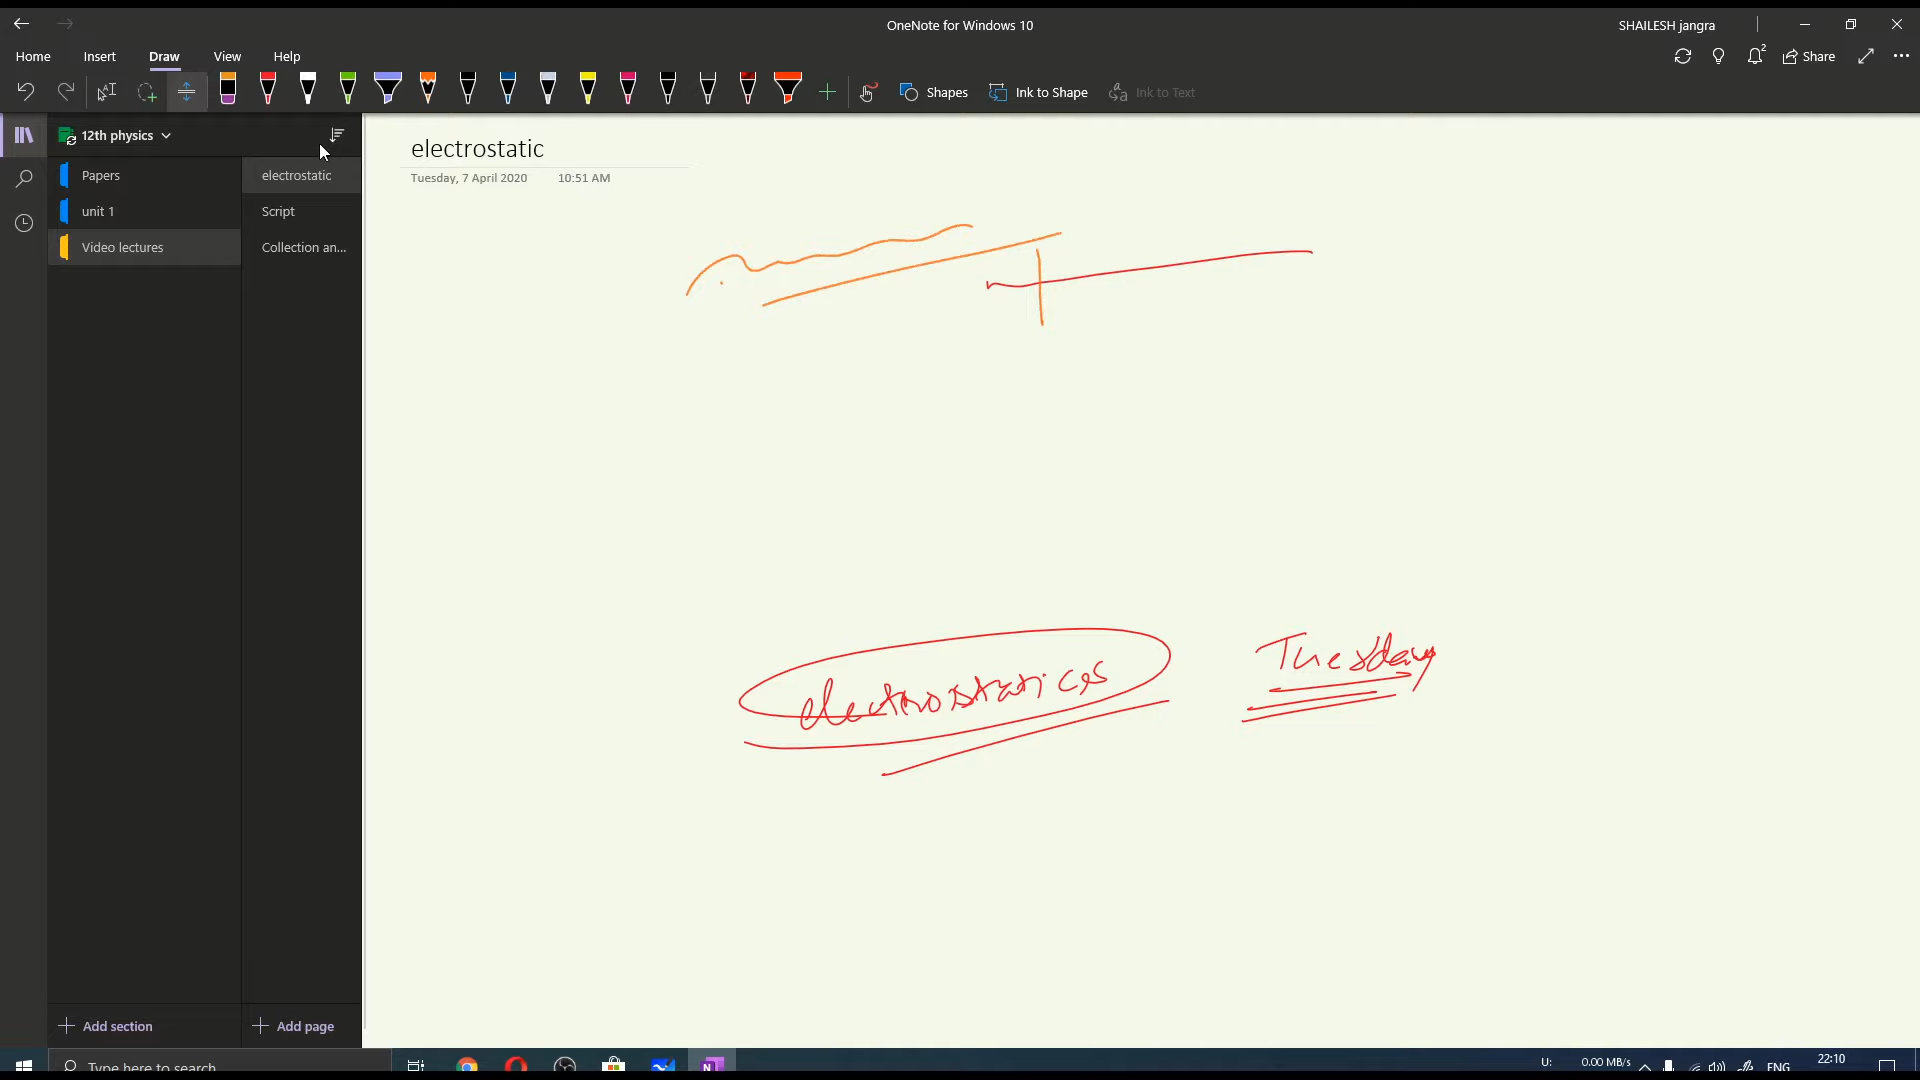 OneNote for Windows 10
SHAILESH jangra
Home Insert Draw View Help
2
Share
Shapes Ink to Shape Ink to Text
12th physics
Papers
unit 1
Video lectures
electrostatic
Script
Collection an...
electrostatic
Tuesday, 7 April 2020 10:51 AM
electrostatices
Tuesday
Add section
Add page
Type here to search
U: 0.00 MB/s
ENG
22:10